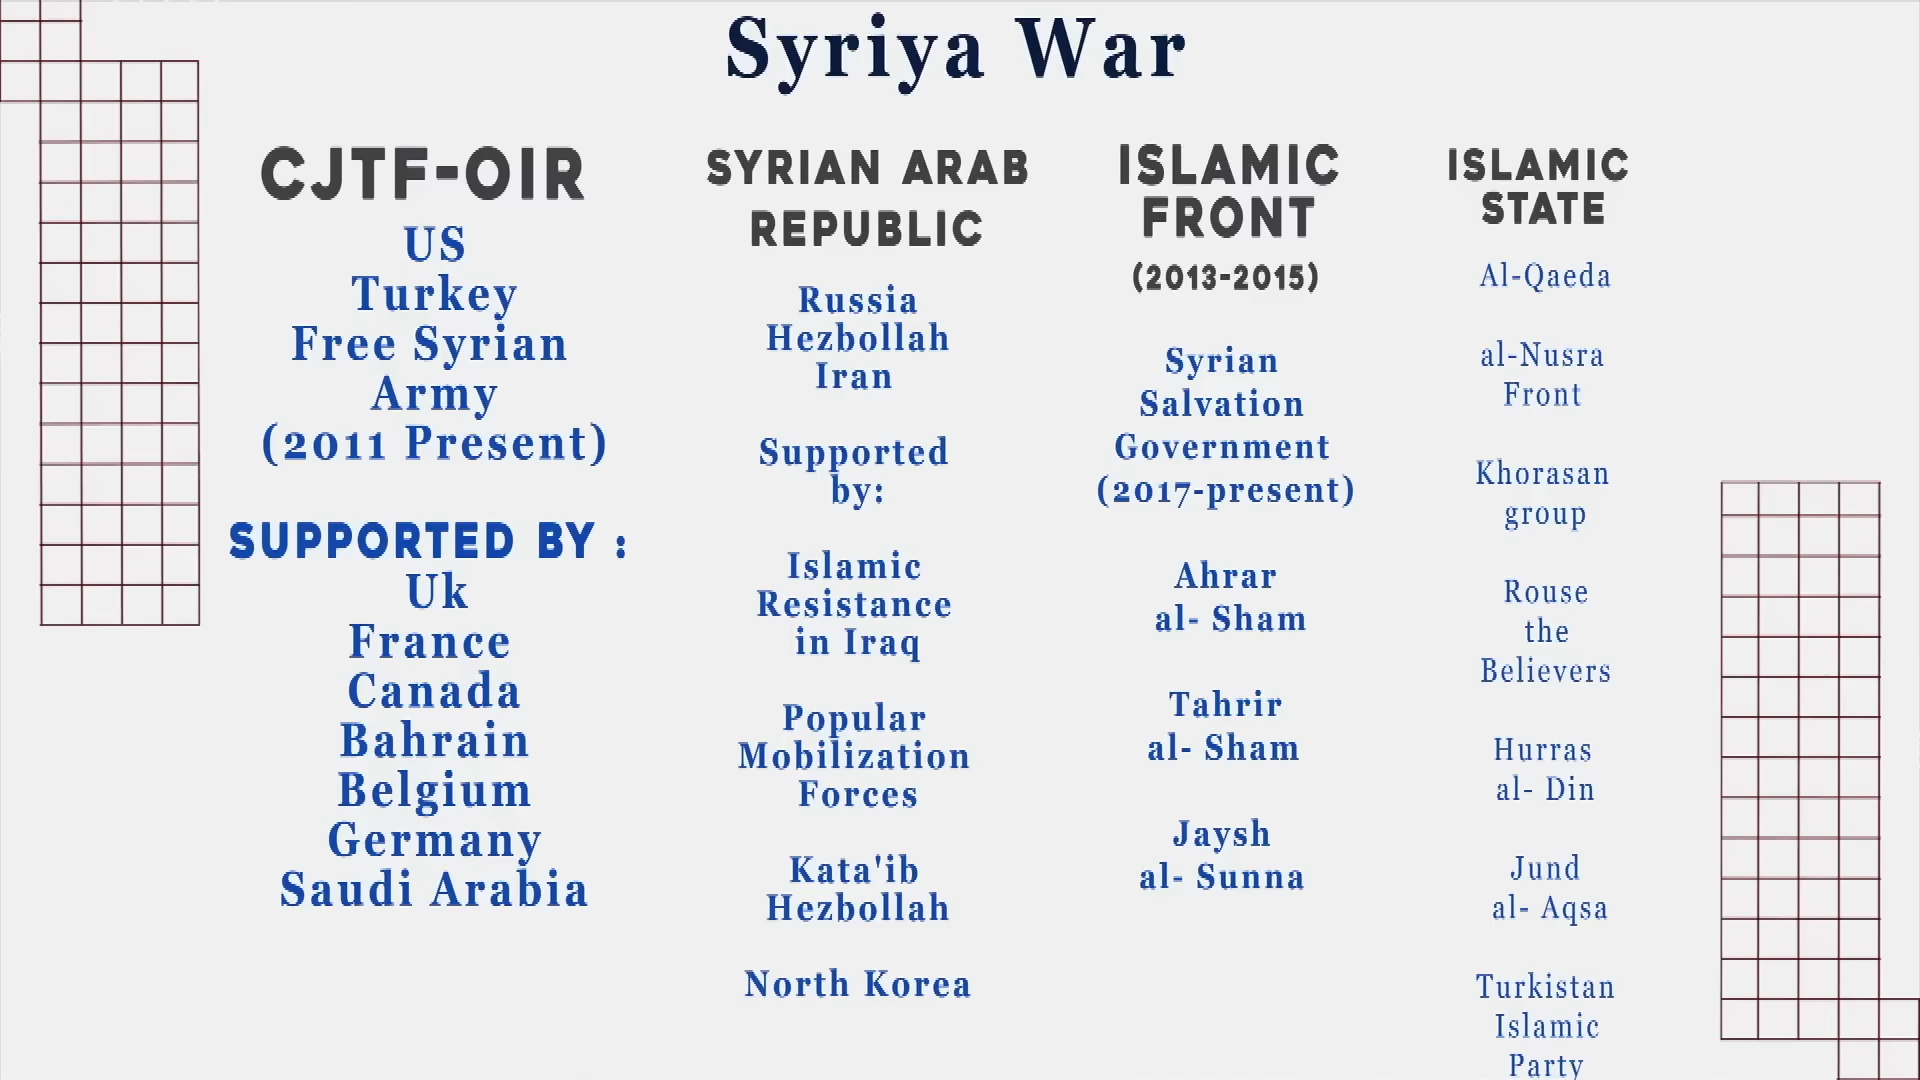 Syriya War
CJTF-OIR
US
Turkey
Free Syrian
Army
(2011 Present)
SUPPORTED BY :
Uk
France
Canada
Bahrain
Belgium
Germany
Saudi Arabia
SYRIAN ARAB
REPUBLIC
Russia
Hezbollah
Iran
Supported
by:
Islamic
Resistance
in Iraq
Popular
Mobilization
Forces
Kata'ib
Hezbollah
North Korea
ISLAMIC
FRONT
(2013-2015)
Syrian
Salvation
Government
(2017-present)
Ahrar
al- Sham
Tahrir
al- Sham
Jaysh
al- Sunna
ISLAMIC
STATE
Al-Qaeda
al-Nusra
Front
Khorasan
group
Rouse
the
Believers
Hurras
al- Din
Jund
al- Aqsa
Turkistan
Islamic
Party